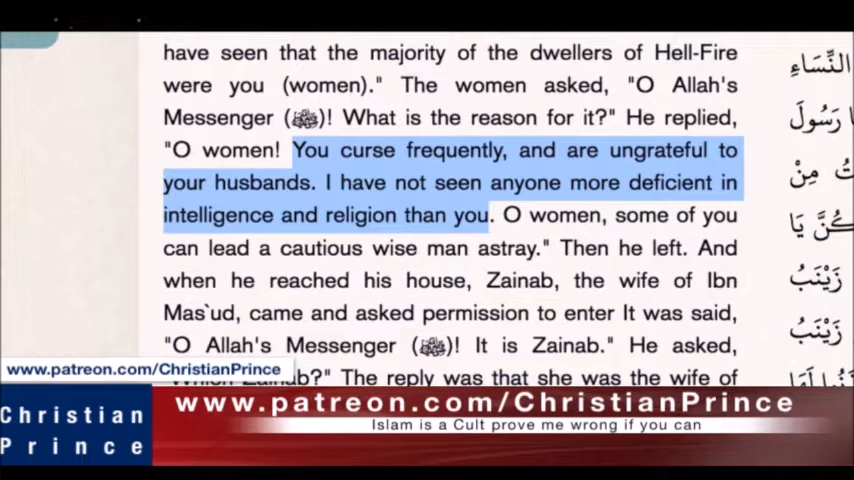 have seen that the majority of the dwellers of Hell-Fire
were you (women)." The women asked, "O Allah's
Messenger (ﷺ)! What is the reason for it?" He replied,
"O women! You curse frequently, and are ungrateful to
your husbands. I have not seen anyone more deficient in
intelligence and religion than you. O women, some of you
can lead a cautious wise man astray." Then he left. And
when he reached his house, Zainab, the wife of Ibn
Mas`ud, came and asked permission to enter It was said,
"O Allah's Messenger (ﷺ)! It is Zainab." He asked,
"Which Zainab?" The reply was that she was the wife of
النِّسَاءِ
رَسُولَ
مِنْ
كُنَّ يَا
زَيْنَبُ
زَيْنَبُ
www.patreon.com/ChristianPrince
Christian
Prince
www.patreon.com/ChristianPrince
Islam is a Cult prove me wrong if you can